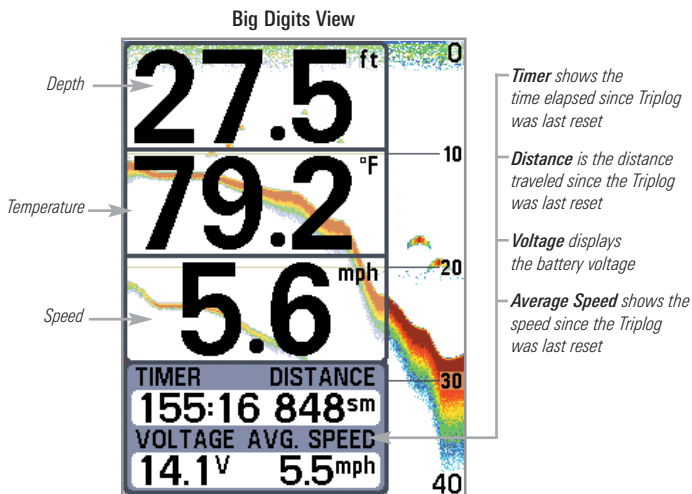 Big Digits View
Depth
27.5 ft
Temperature
79.2 °F
Speed
5.6 mph
TIMER DISTANCE
155:16 848sm
VOLTAGE AVG. SPEED
14.1V 5.5mph
0
10
20
30
40
Timer shows the
time elapsed since Triplog
was last reset
Distance is the distance
traveled since the Triplog
was last reset
Voltage displays
the battery voltage
Average Speed shows the
speed since the Triplog
was last reset